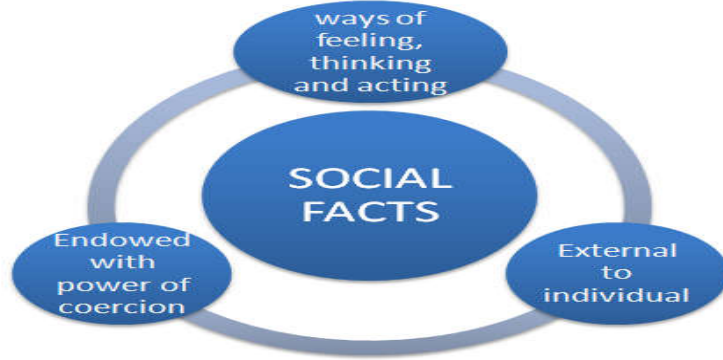 ways of
feeling,
thinking
and acting
SOCIAL
FACTS
Endowed
with
power of
coercion
External
to
individual